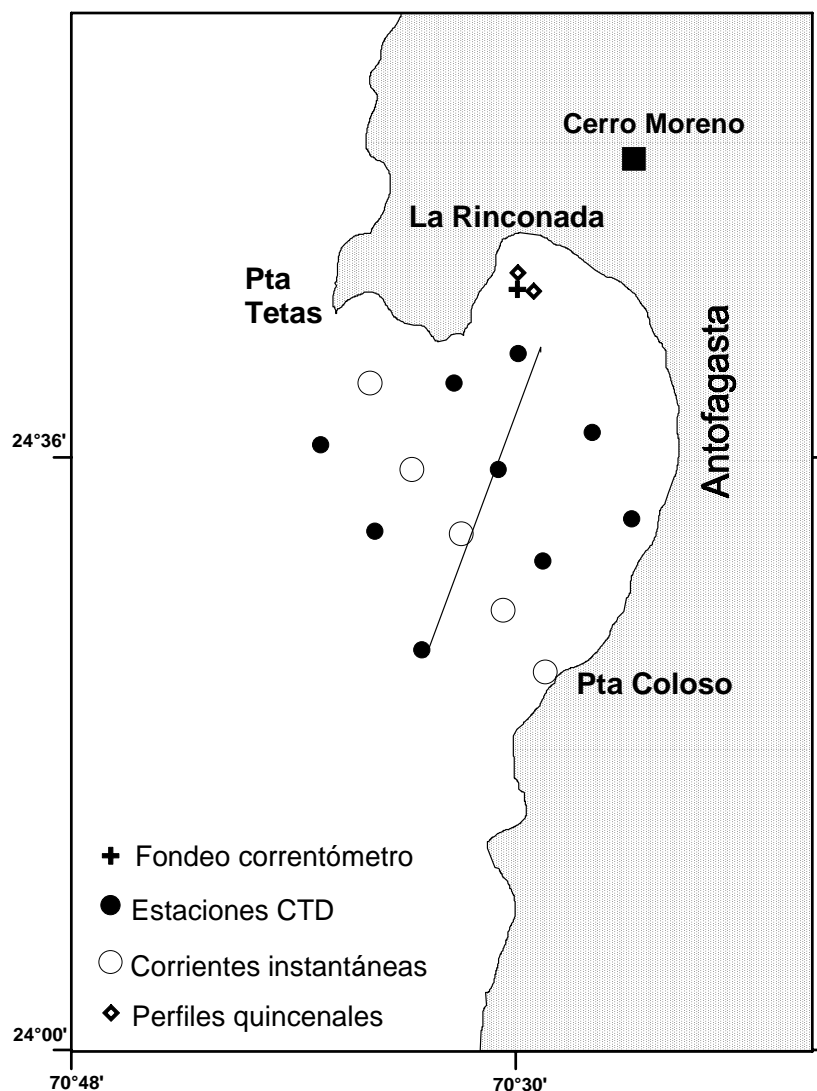 Cerro Moreno
La Rinconada
Pta
Tetas
Antofagasta
24°36'
Pta Coloso
Fondeo correntómetro
Estaciones CTD
Corrientes instantáneas
Perfiles quincenales
24°00'
70°48'
70°30'